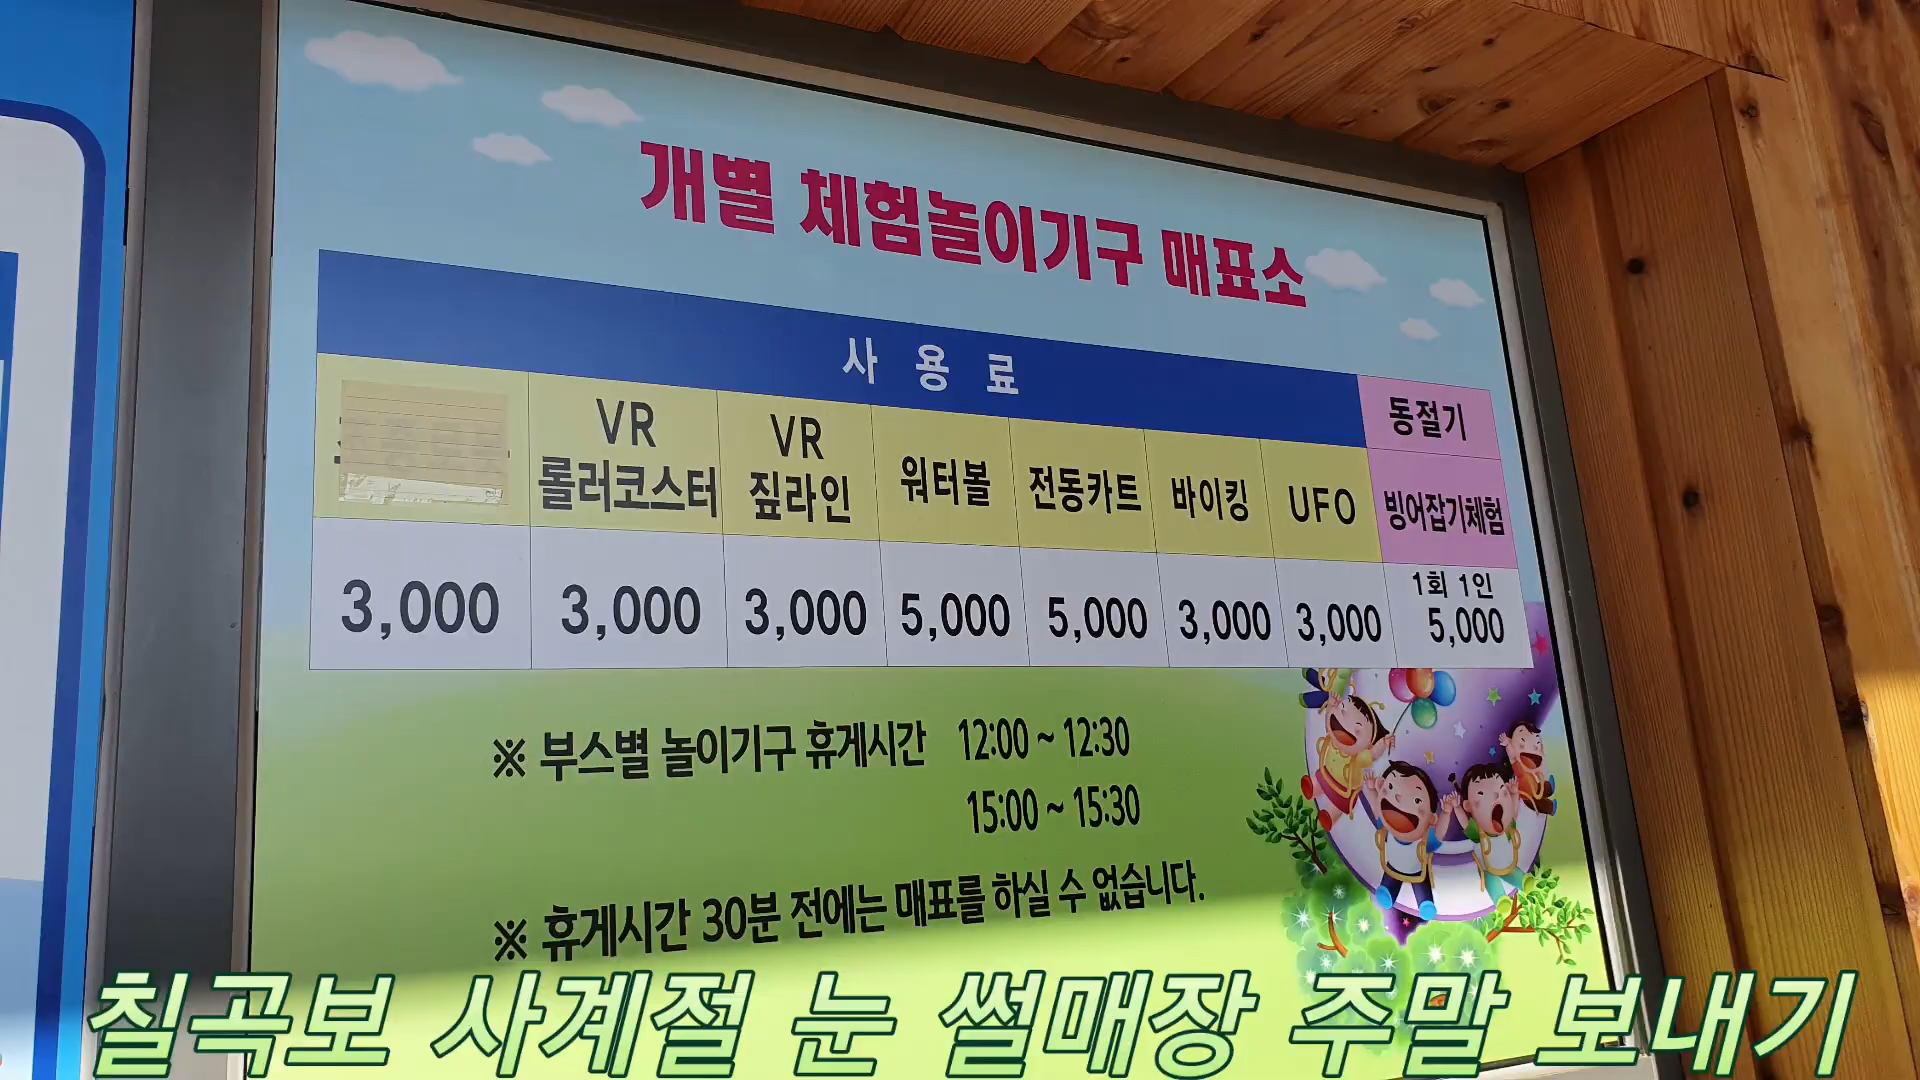 개별 체험놀이기구 매표소
사 용 료
동절기
VR
롤러코스터
VR
짚라인
워터볼
전동카트
바이킹
UFO
빙어잡기체험
3,000
3,000
3,000
5,000
5,000
3,000
3,000
1회 1인
5,000
※ 부스별 놀이기구 휴게시간 12:00 ~ 12:30
15:00 ~ 15:30
※ 휴게시간 30분 전에는 매표를 하실 수 없습니다.
칠곡보 사계절 눈 썰매장 주말 보내기